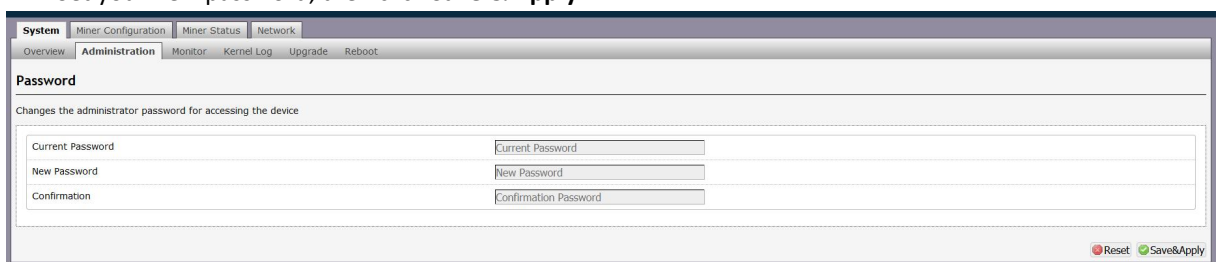 System Miner Configuration Miner Status Network
Overview Administration Monitor Kernel Log Upgrade Reboot
Password
Changes the administrator password for accessing the device
Current Password Current Password
New Password New Password
Confirmation Confirmation Password
Reset Save&Apply